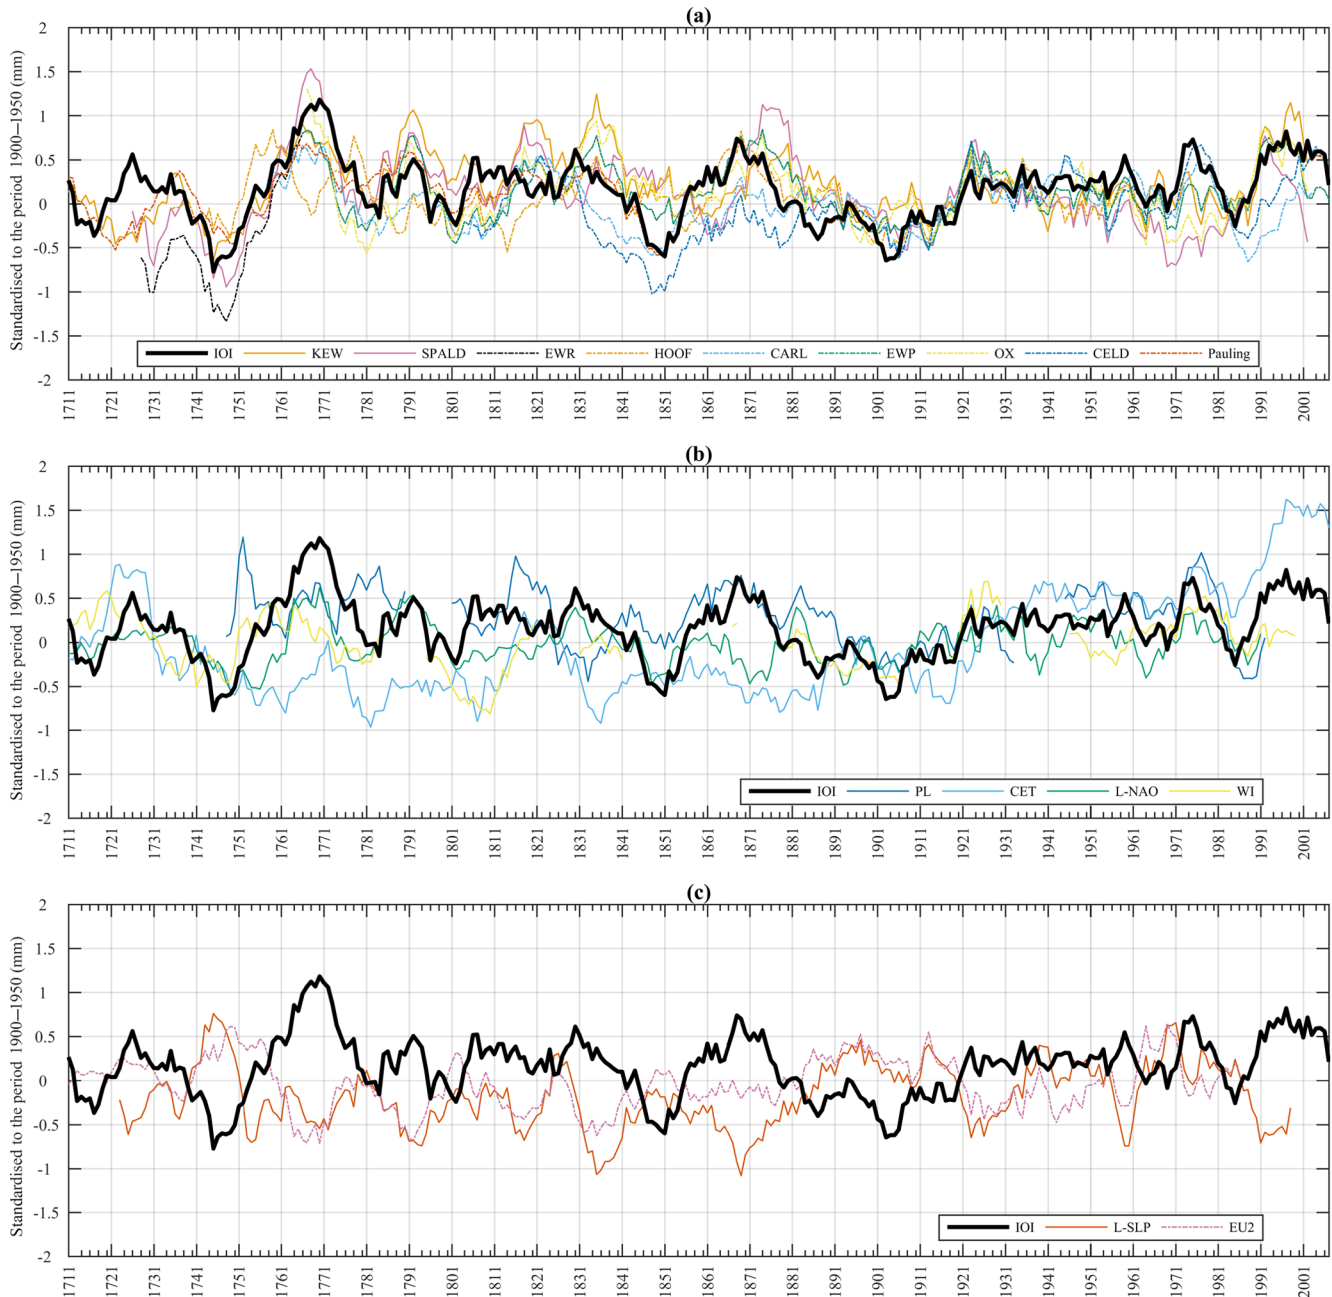 (a)
Standardised to the period 1900–1950 (mm)
2
1.5
1
0.5
0
-0.5
-1
-1.5
-2
IOI KEW SPALD EWR HOOF CARL EWP OX CELD Pauling
1711 1721 1731 1741 1751 1761 1771 1781 1791 1801 1811 1821 1831 1841 1851 1861 1871 1881 1891 1901 1911 1921 1931 1941 1951 1961 1971 1981 1991 2001
(b)
Standardised to the period 1900–1950 (mm)
2
1.5
1
0.5
0
-0.5
-1
-1.5
-2
IOI PL CET L-NAO WI
1711 1721 1731 1741 1751 1761 1771 1781 1791 1801 1811 1821 1831 1841 1851 1861 1871 1881 1891 1901 1911 1921 1931 1941 1951 1961 1971 1981 1991 2001
(c)
Standardised to the period 1900–1950 (mm)
2
1.5
1
0.5
0
-0.5
-1
-1.5
-2
IOI L-SLP EU2
1711 1721 1731 1741 1751 1761 1771 1781 1791 1801 1811 1821 1831 1841 1851 1861 1871 1881 1891 1901 1911 1921 1931 1941 1951 1961 1971 1981 1991 2001